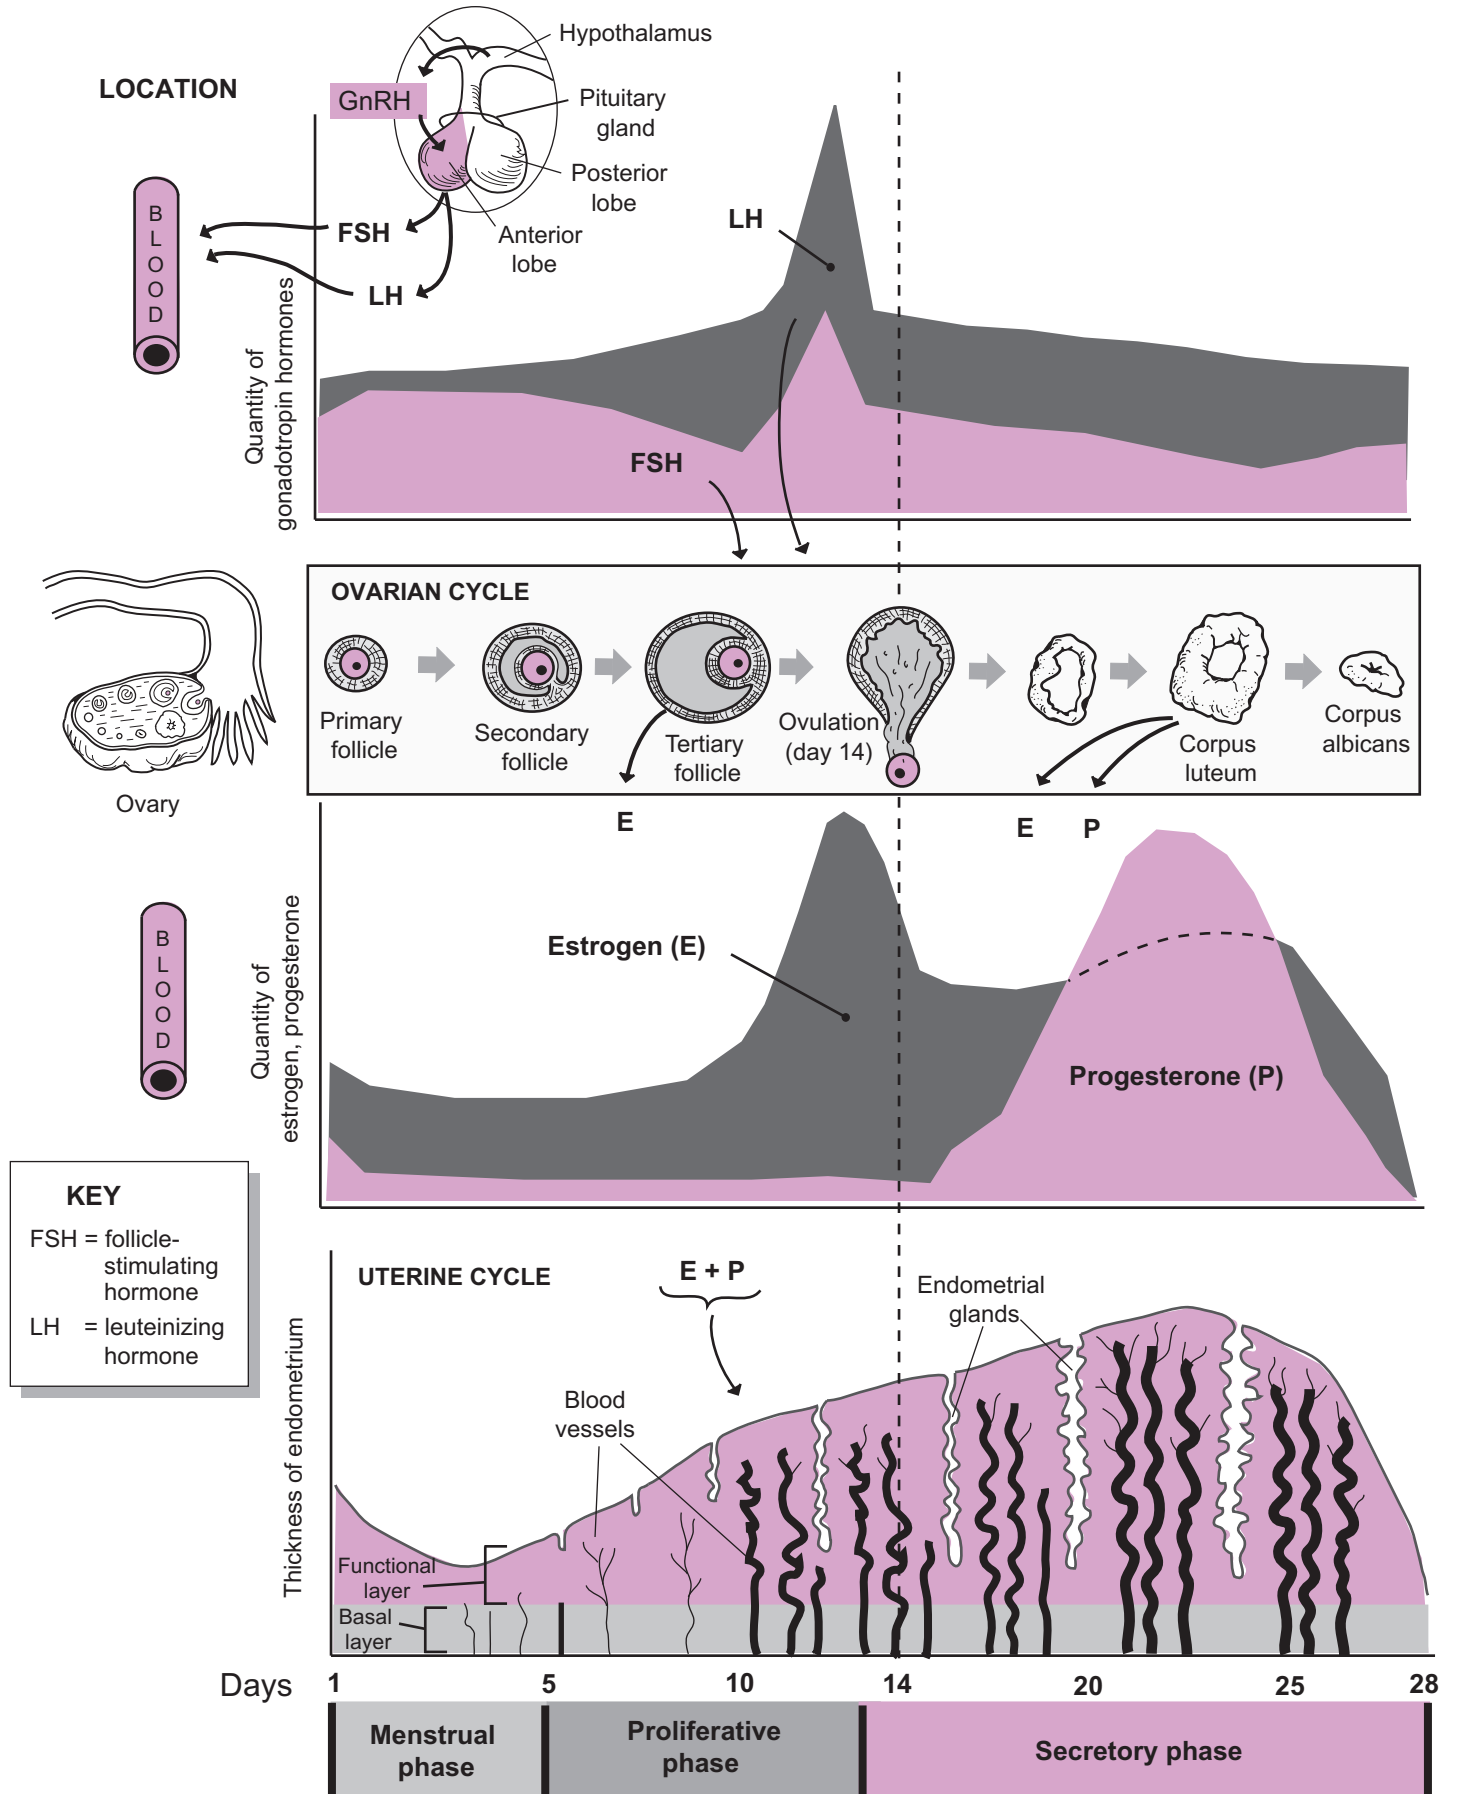 LOCATION
Hypothalamus
GnRH
Pituitary
gland
Posterior
lobe
Anterior
lobe
BLOOD
FSH
LH
LH
FSH
Quantity of
gonadotropin hormones
OVARIAN CYCLE
Primary
follicle
Secondary
follicle
Tertiary
follicle
Ovulation
(day 14)
Corpus
luteum
Corpus
albicans
Ovary
E
E
P
BLOOD
Quantity of
estrogen, progesterone
Estrogen (E)
Progesterone (P)
KEY
FSH = follicle-
stimulating
hormone
LH = leuteinizing
hormone
UTERINE CYCLE
E + P
Endometrial
glands
Blood
vessels
Thickness of endometrium
Functional
layer
Basal
layer
Days 1 5 10 14 20 25 28
Menstrual
phase
Proliferative
phase
Secretory phase